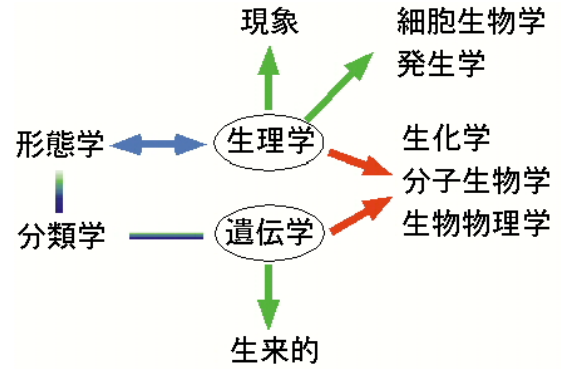 現象
細胞生物学
発生学
形態学
生理学
生化学
分子生物学
生物物理学
分類学
遺伝学
生来的